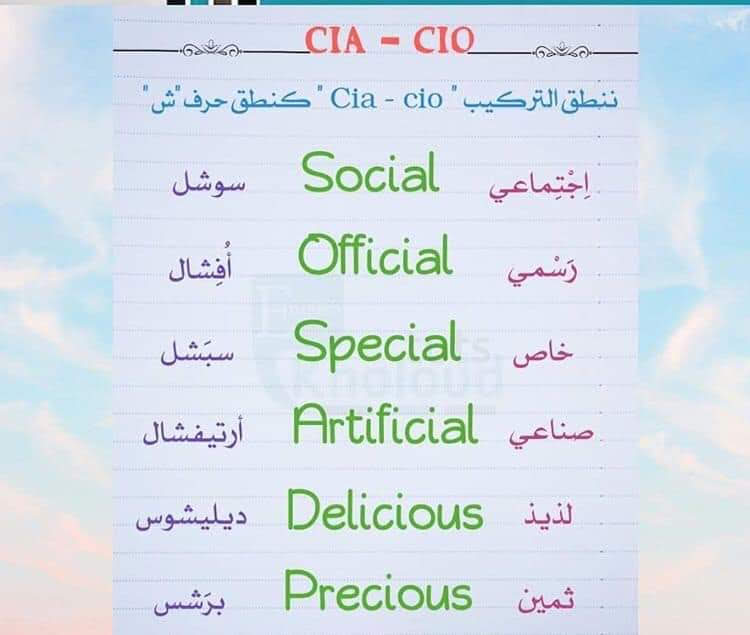 CIA - CIO
ننطق التركيب " Cia - cio " كنطق حرف "ش"
سوشل Social اِجْتِماعي
أُفِشال Official رَسْمي
سبَشل Special خاص
أرتيفشال Artificial صناعي
ديليشوس Delicious لذيذ
برَشس Precious ثمين